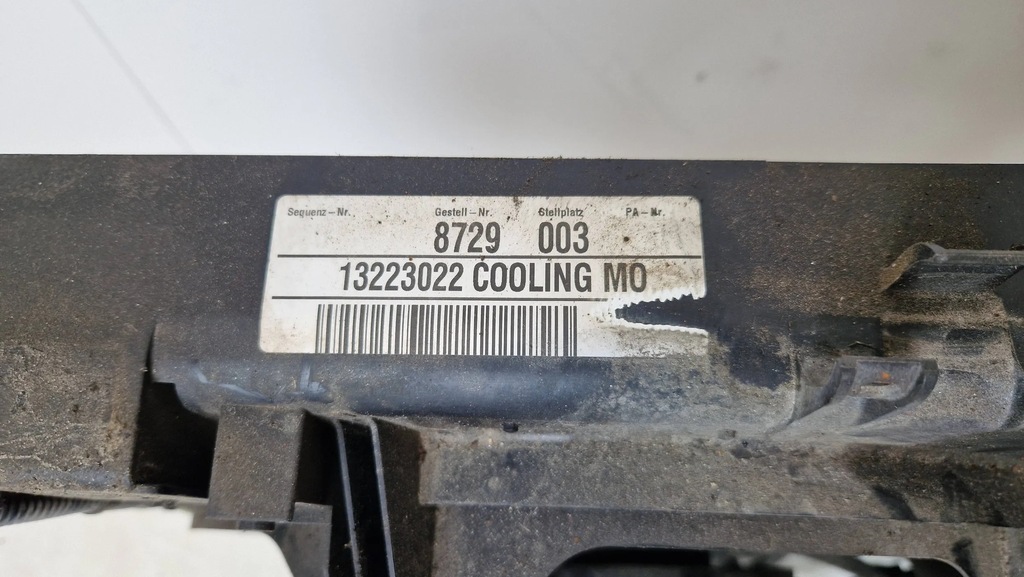 Sequenz-Nr. Gestell-Nr. Stellplatz PA-Nr.
8729 003
13223022 COOLING MO